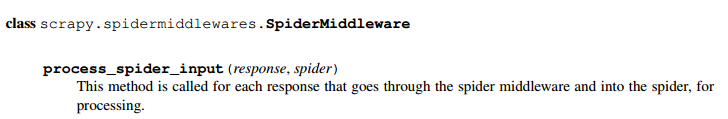 class scrapy.spidermiddlewares.SpiderMiddleware
process_spider_input(response, spider)
This method is called for each response that goes through the spider middleware and into the spider, for
processing.